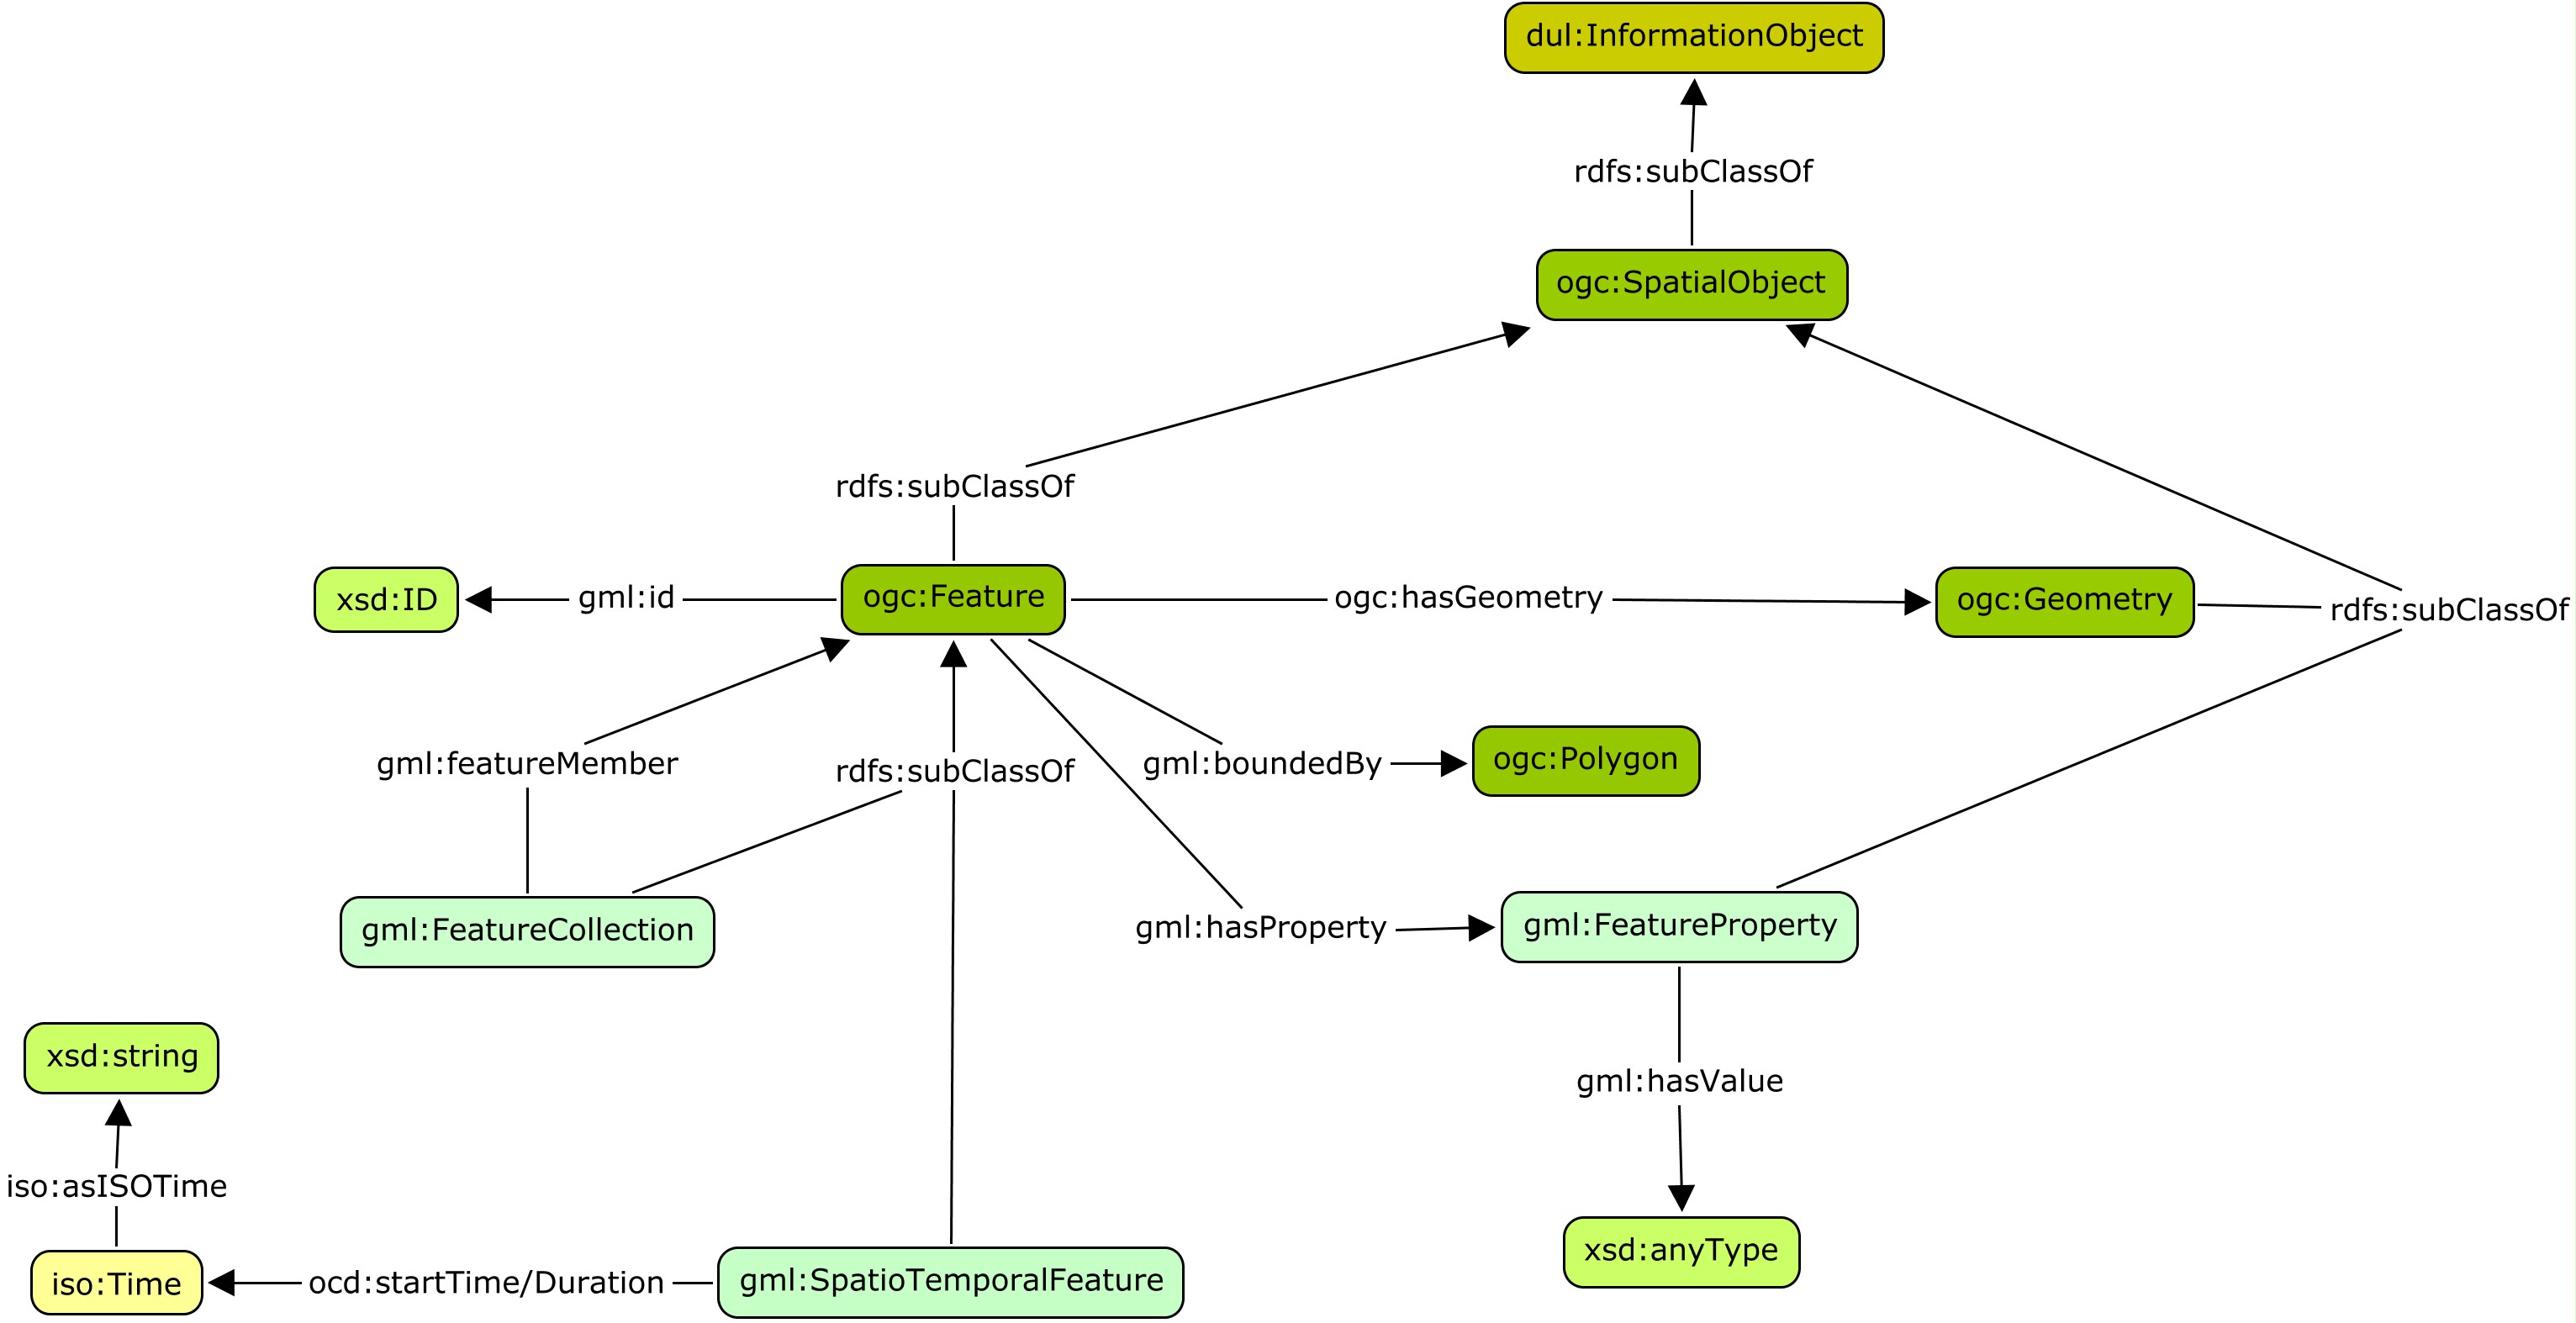 dul:InformationObject
rdfs:subClassOf
ogc:SpatialObject
rdfs:subClassOf
xsd:ID
gml:id
ogc:Feature
ogc:hasGeometry
ogc:Geometry
rdfs:subClassOf
gml:featureMember
rdfs:subClassOf
gml:boundedBy
ogc:Polygon
gml:FeatureCollection
gml:hasProperty
gml:FeatureProperty
xsd:string
gml:hasValue
iso:asISOTime
xsd:anyType
iso:Time
ocd:startTime/Duration
gml:SpatioTemporalFeature